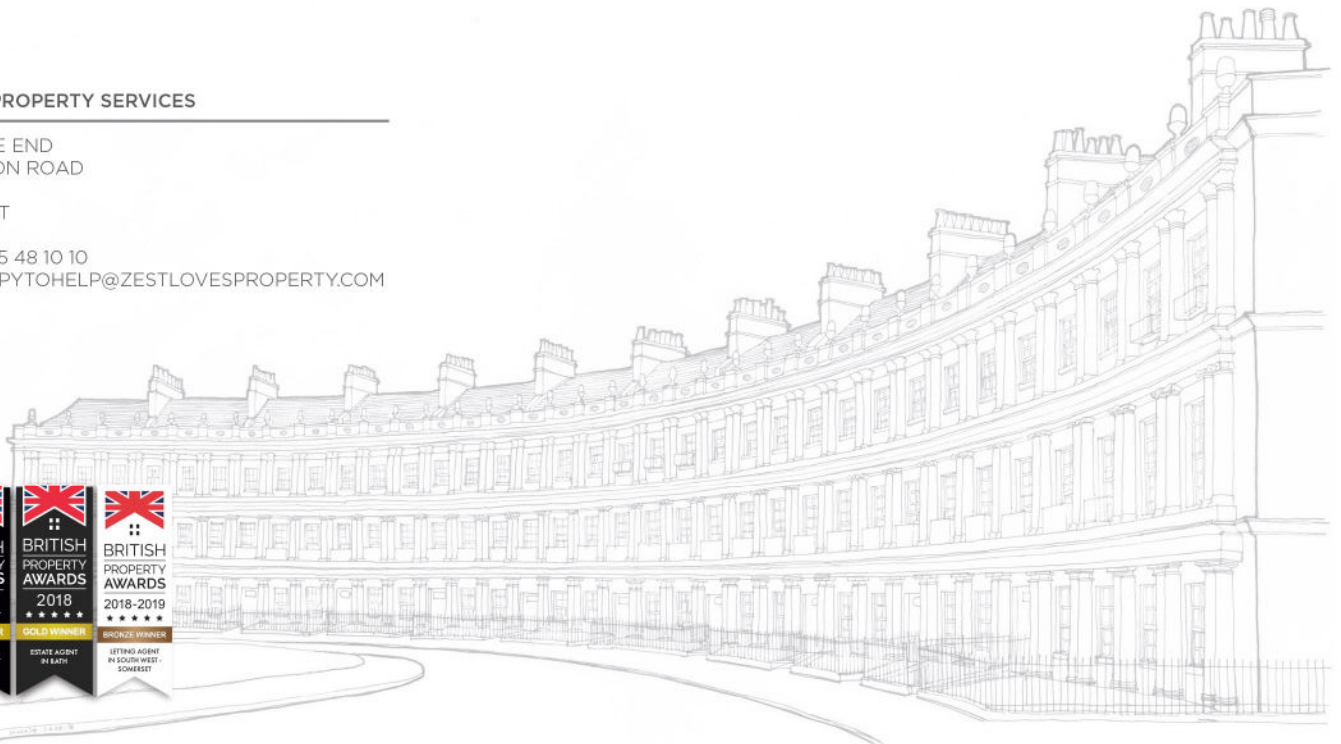 PROPERTY SERVICES
E END
ON ROAD
T
5 48 10 10
PYTOHELP@ZESTLOVESPROPERTY.COM
BRITISH
PROPERTY
AWARDS
2018
GOLD WINNER
ESTATE AGENT
IN BATH
BRITISH
PROPERTY
AWARDS
2018-2019
BRONZE WINNER
LETTING AGENT
IN SOUTH WEST -
SOMERSET